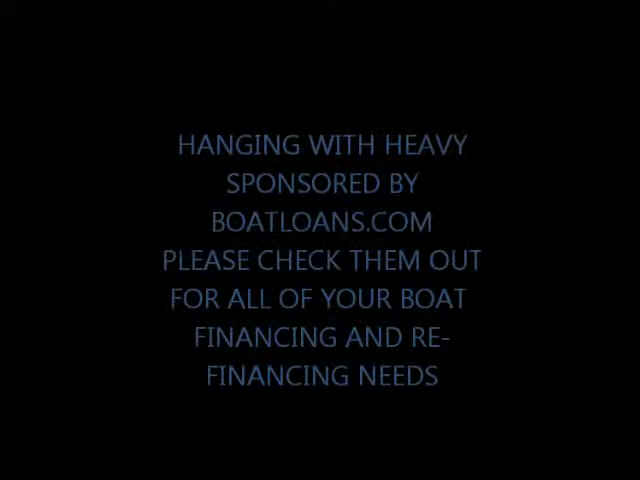 HANGING WITH HEAVY
SPONSORED BY
BOATLOANS.COM
PLEASE CHECK THEM OUT
FOR ALL OF YOUR BOAT
FINANCING AND RE-
FINANCING NEEDS